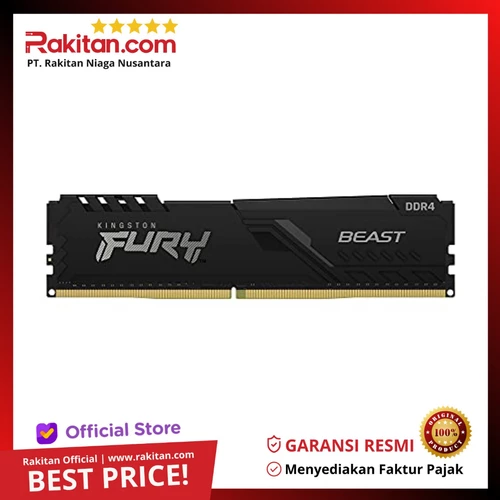 Rakitan.com
PT. Rakitan Niaga Nusantara
DDR4
KINGSTON
FURY
BEAST
Official Store
Rakitan Official | www.rakitan.com
BEST PRICE!
GARANSI RESMI
Menyediakan Faktur Pajak
ORIGINAL
100%